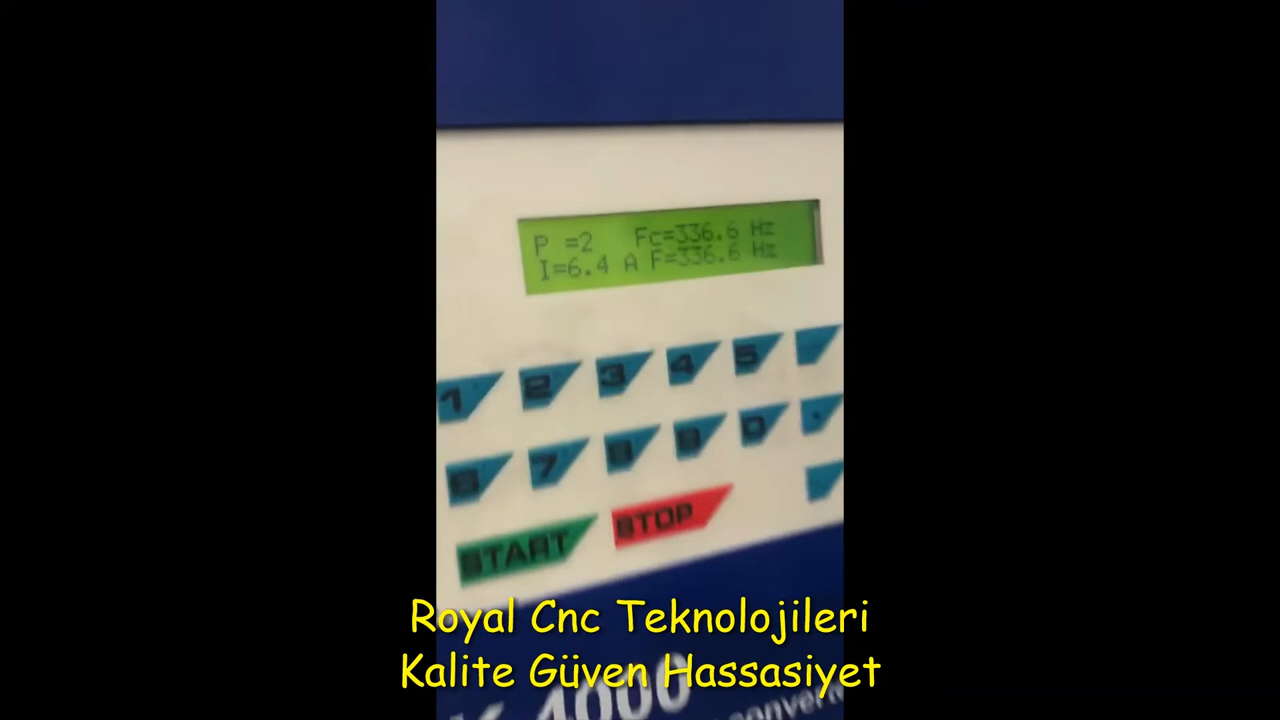 P =2 Fc=336.6 Hz
I=6.4 A F=336.6 Hz
1 2 3 4 5
6 7 8 9 0 .
START STOP
Royal Cnc Teknolojileri
Kalite Güven Hassasiyet
4000